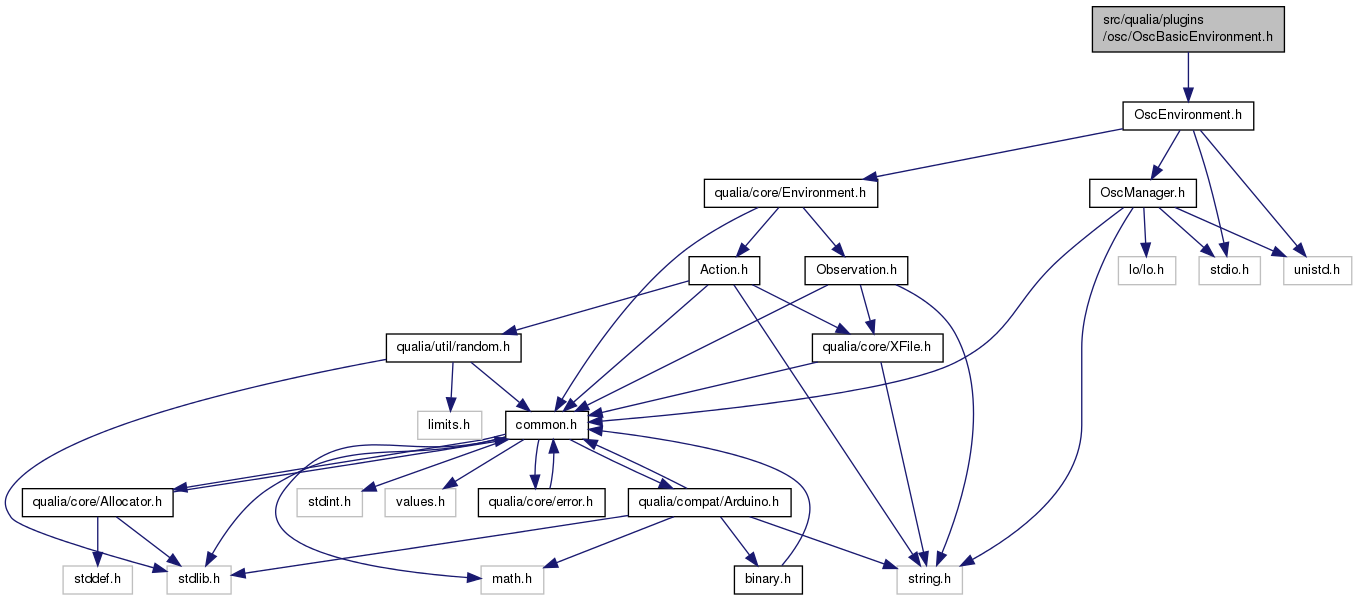 src/qualia/plugins
/osc/OscBasicEnvironment.h
OscEnvironment.h
qualia/core/Environment.h
OscManager.h
Action.h
Observation.h
lo/lo.h
stdio.h
unistd.h
qualia/util/random.h
qualia/core/XFile.h
limits.h
common.h
qualia/core/Allocator.h
stdint.h
values.h
qualia/core/error.h
qualia/compat/Arduino.h
stddef.h
stdlib.h
math.h
binary.h
string.h